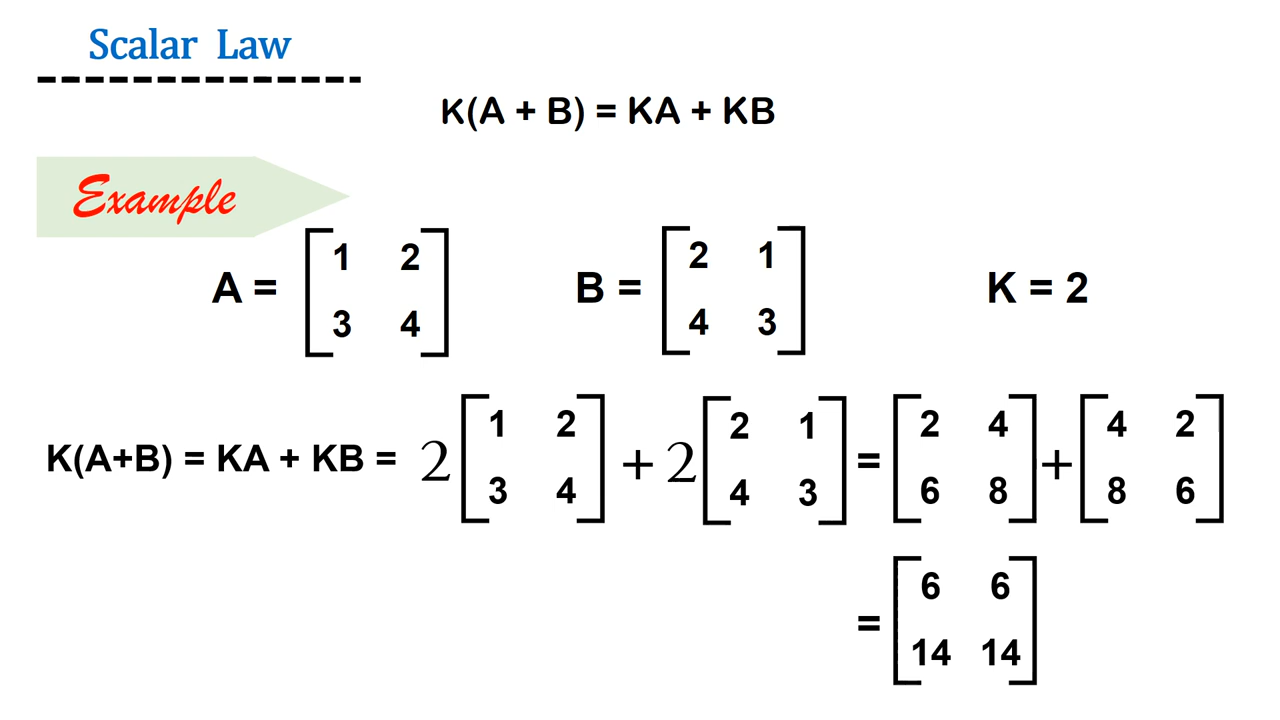 Scalar Law
K(A + B) = KA + KB
Example
A = [1 2
3 4] B = [2 1
4 3] K = 2
K(A+B) = KA + KB = 2 [1 2
3 4] + 2 [2 1
4 3] = [2 4
6 8] + [4 2
8 6]
= [6 6
14 14]